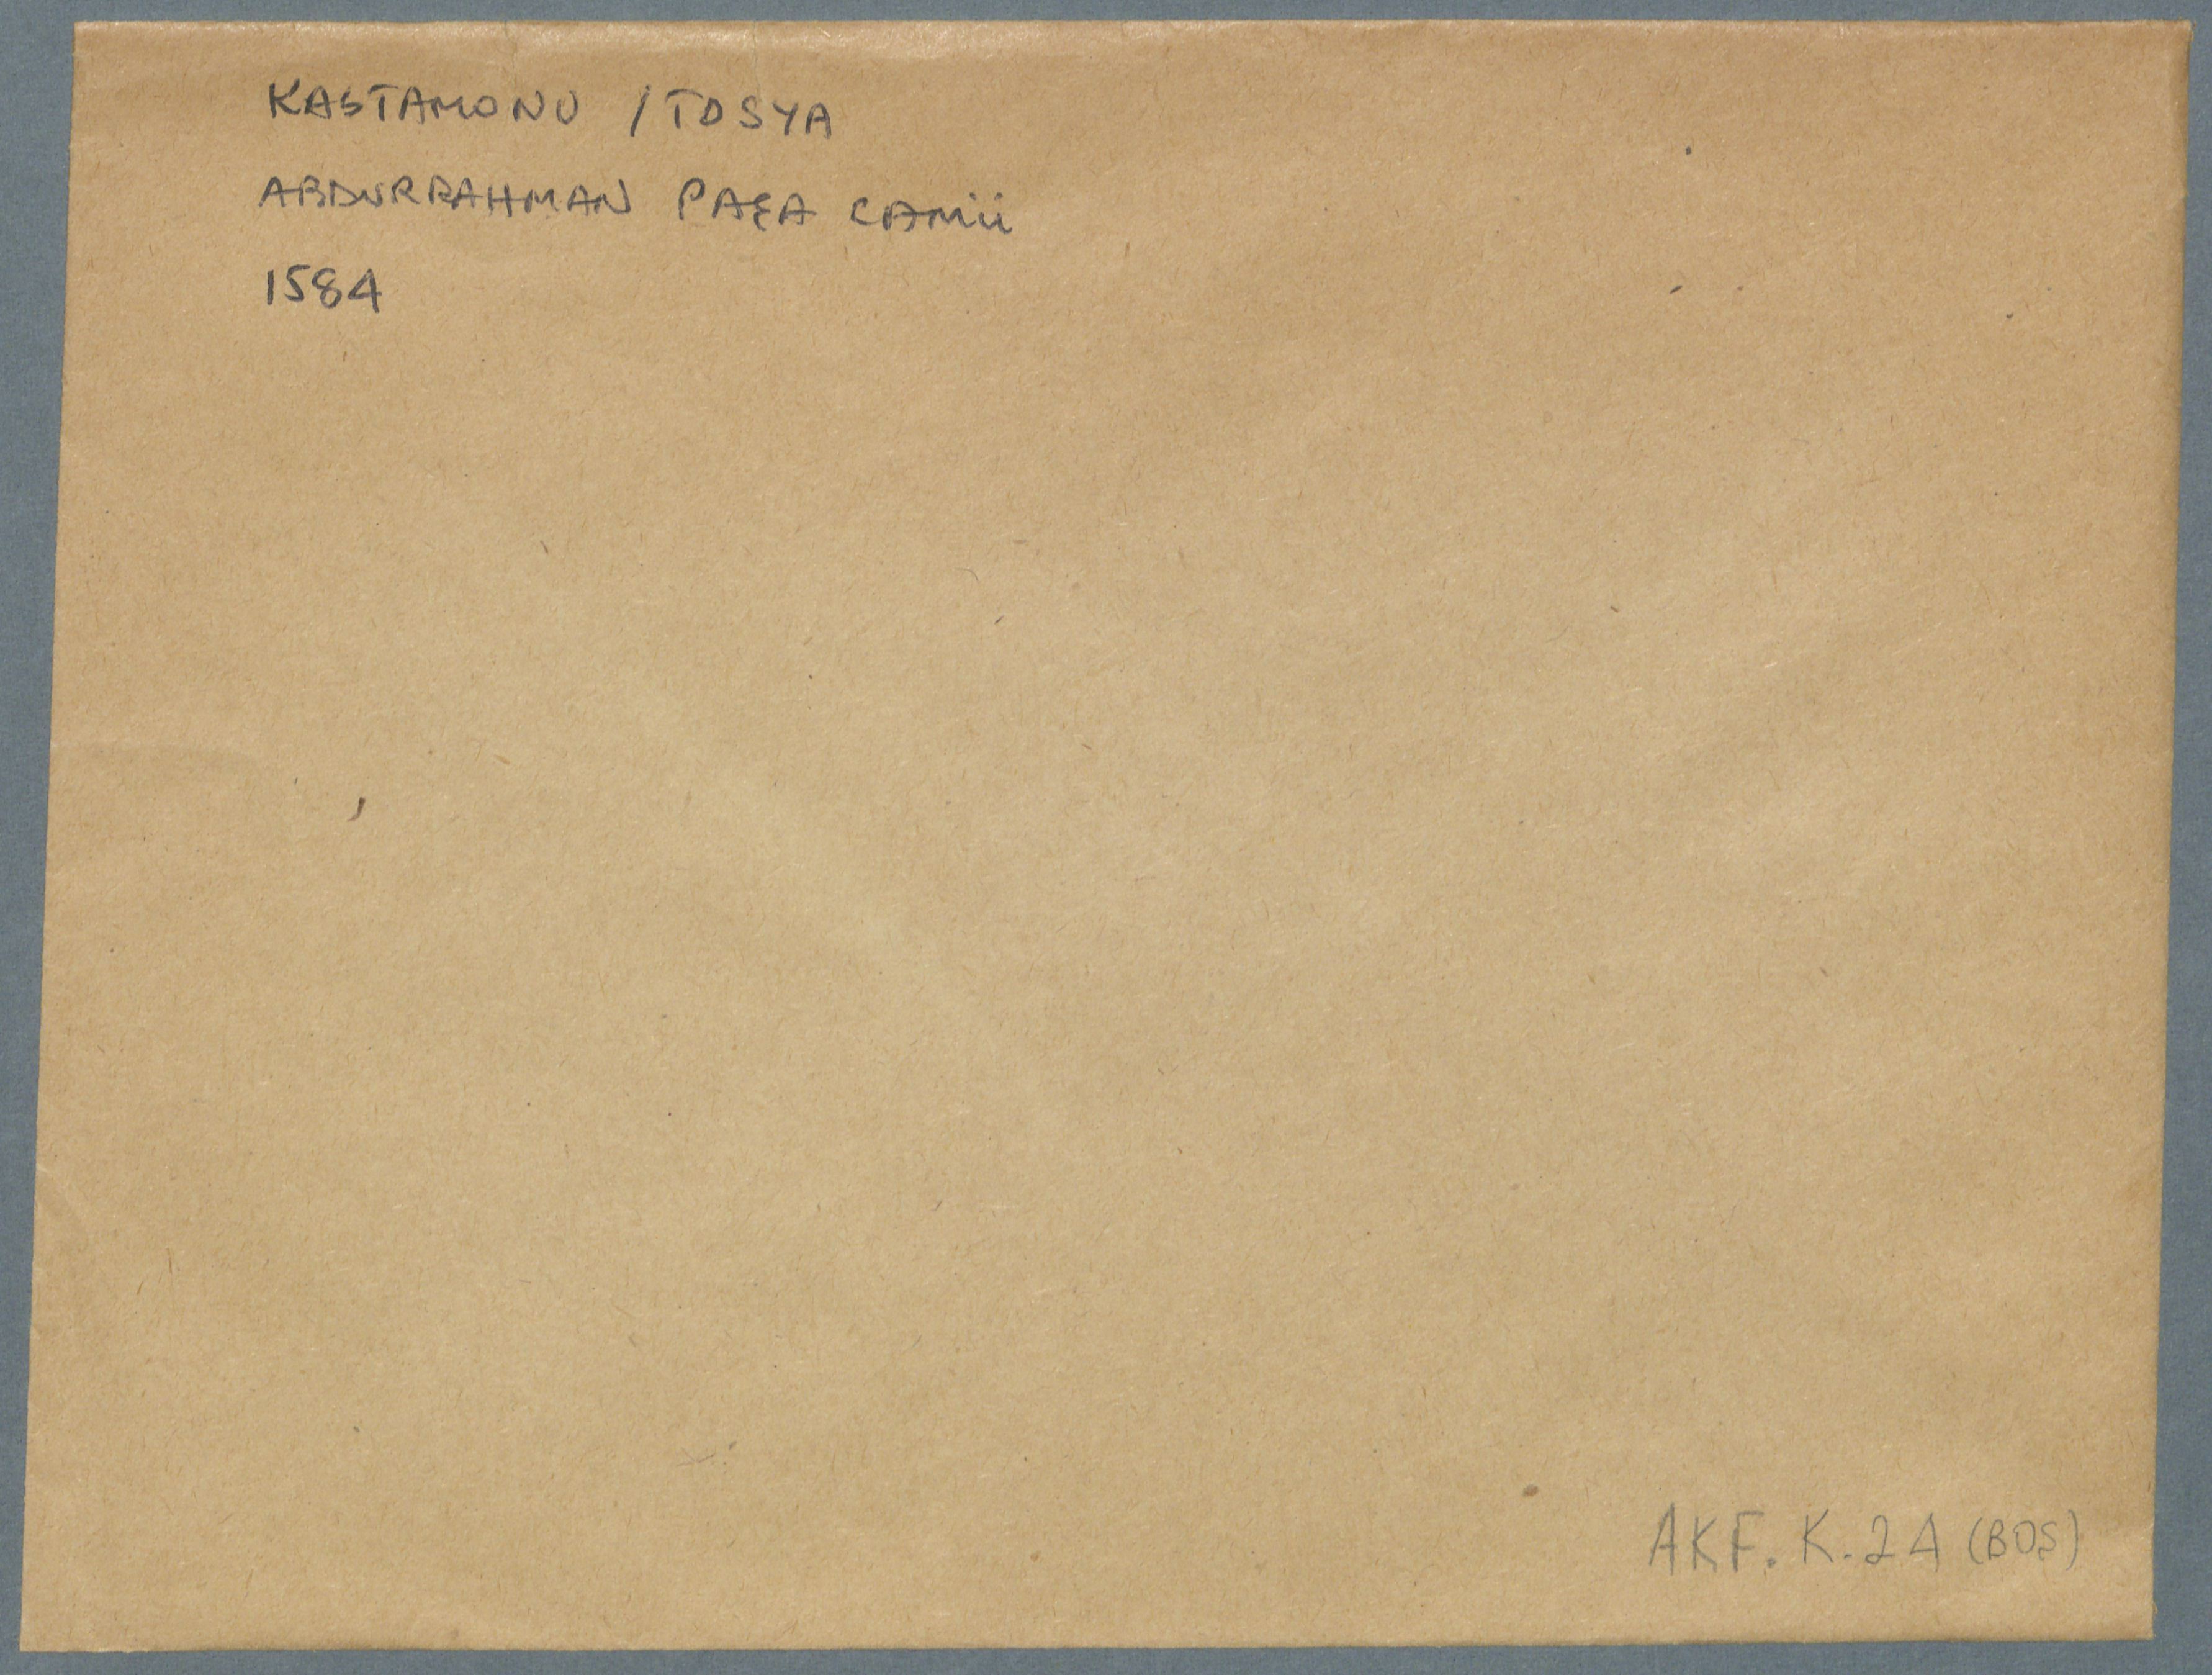 KASTAMONU / TOSYA
ABDURRAHMAN PAŞA CAMİİ
1584
AKF. K. 24 (BOŞ)